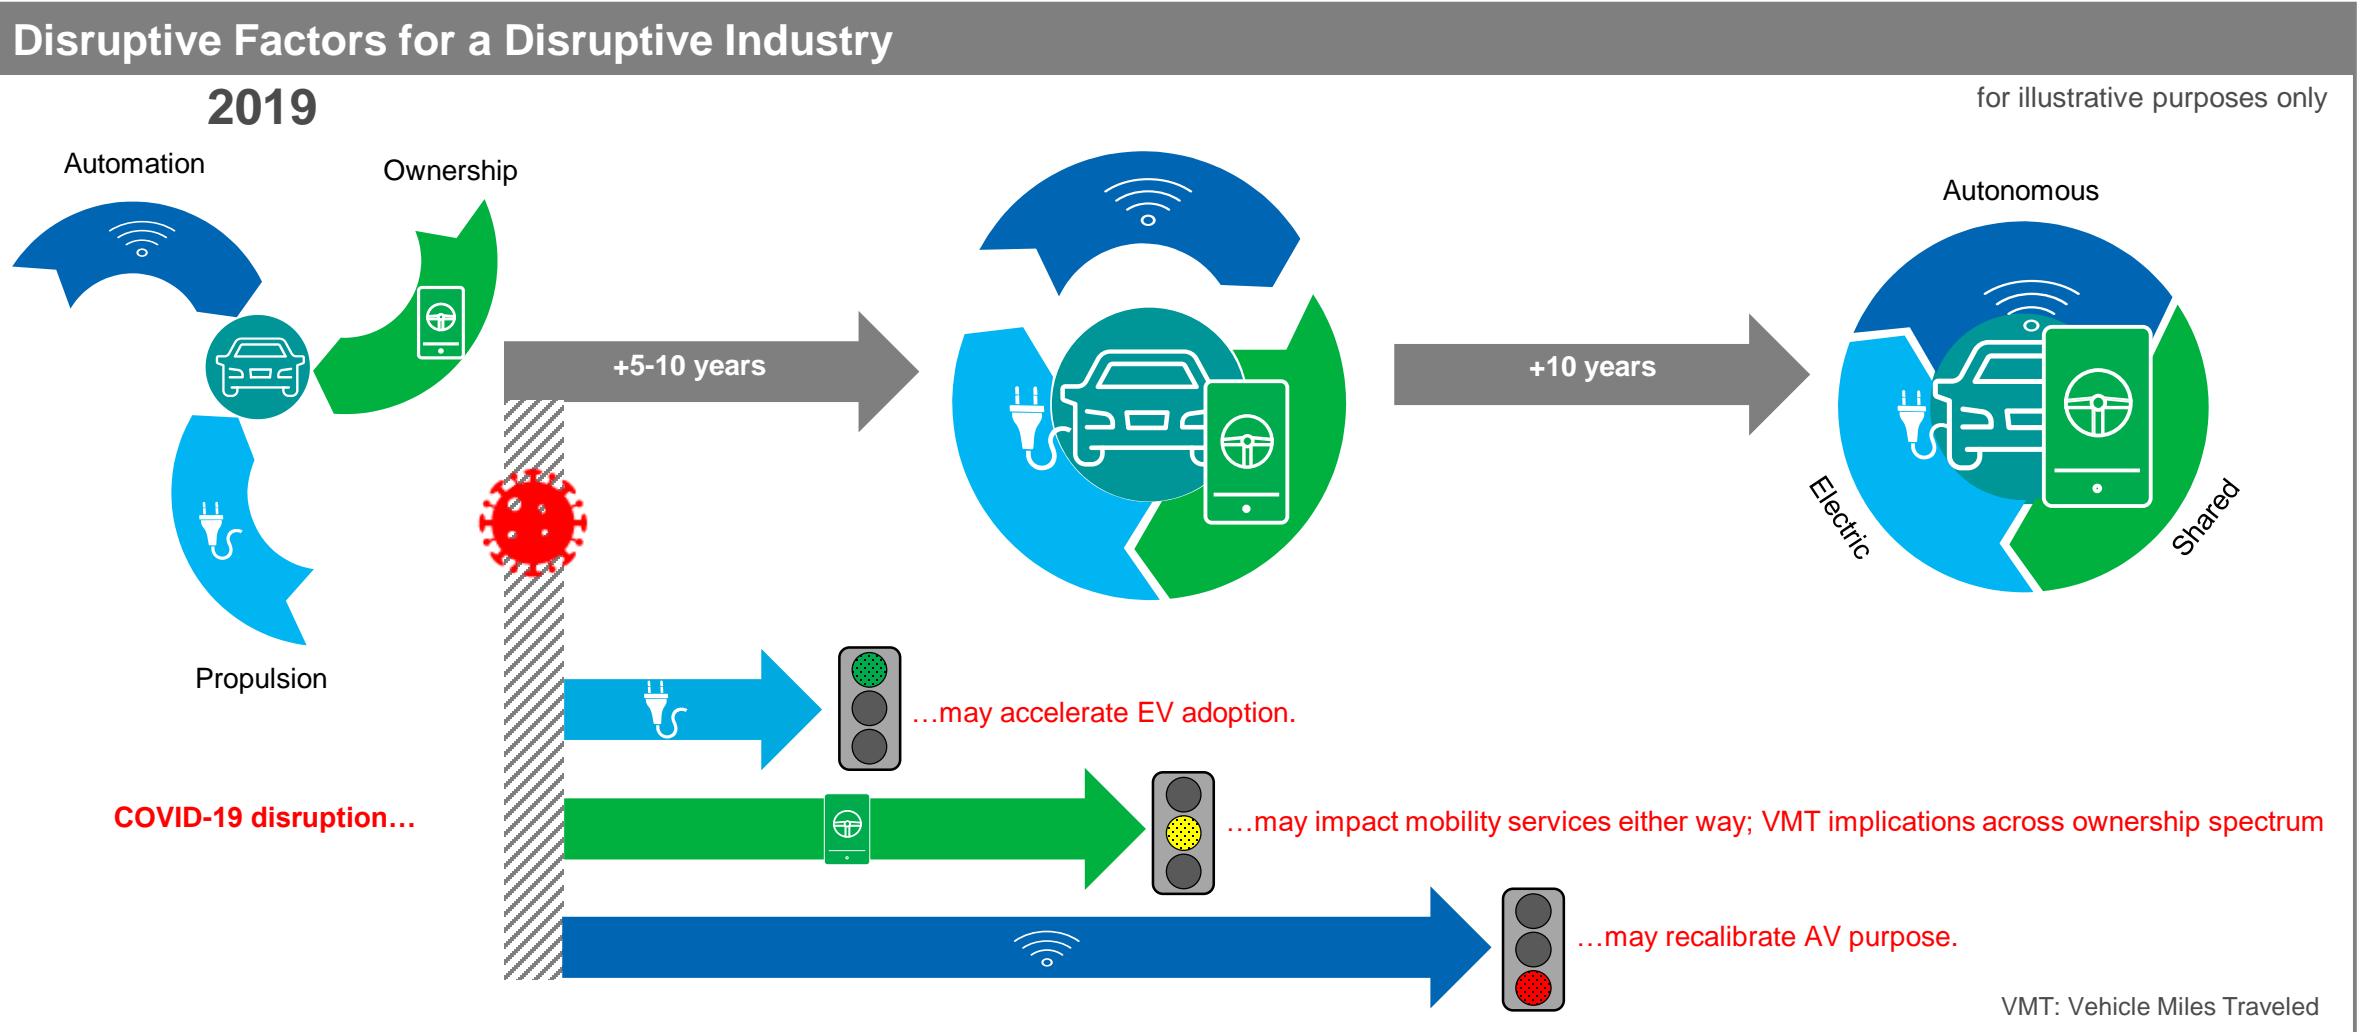 Disruptive Factors for a Disruptive Industry
2019
for illustrative purposes only
Automation
Ownership
Autonomous
+5-10 years
+10 years
Electric
Shared
Propulsion
…may accelerate EV adoption.
COVID-19 disruption…
…may impact mobility services either way; VMT implications across ownership spectrum
…may recalibrate AV purpose.
VMT: Vehicle Miles Traveled